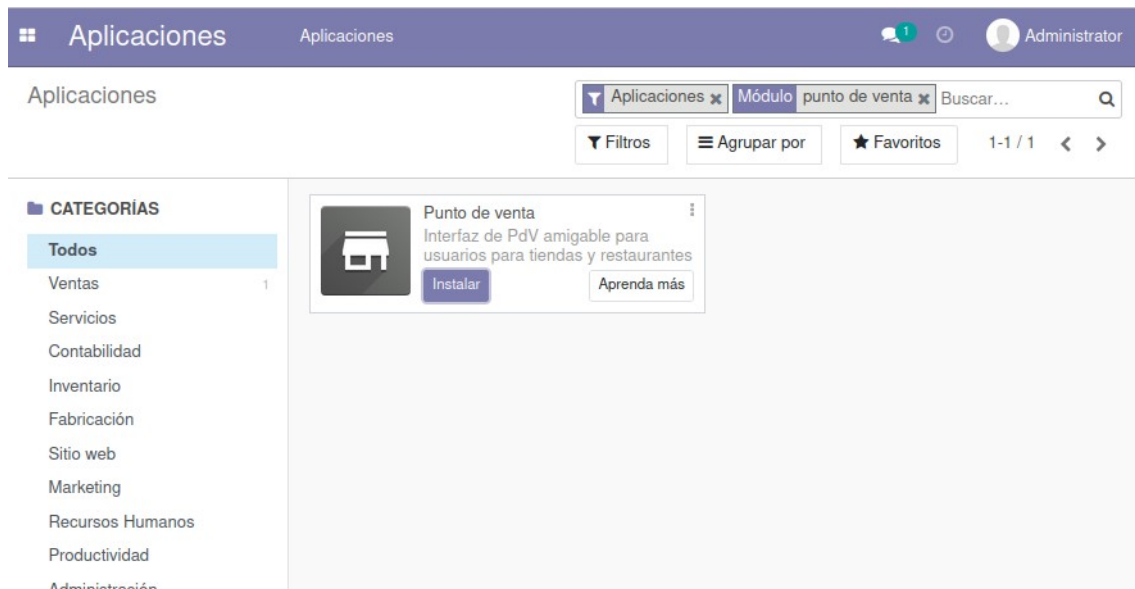 Aplicaciones Aplicaciones 1 Administrator
Aplicaciones
Aplicaciones Módulo punto de venta Buscar...
Filtros Agrupar por Favoritos 1-1 / 1
CATEGORÍAS
Todos
Ventas 1
Servicios
Contabilidad
Inventario
Fabricación
Sitio web
Marketing
Recursos Humanos
Productividad
Administración
Punto de venta
Interfaz de PdV amigable para
usuarios para tiendas y restaurantes
Instalar Aprenda más